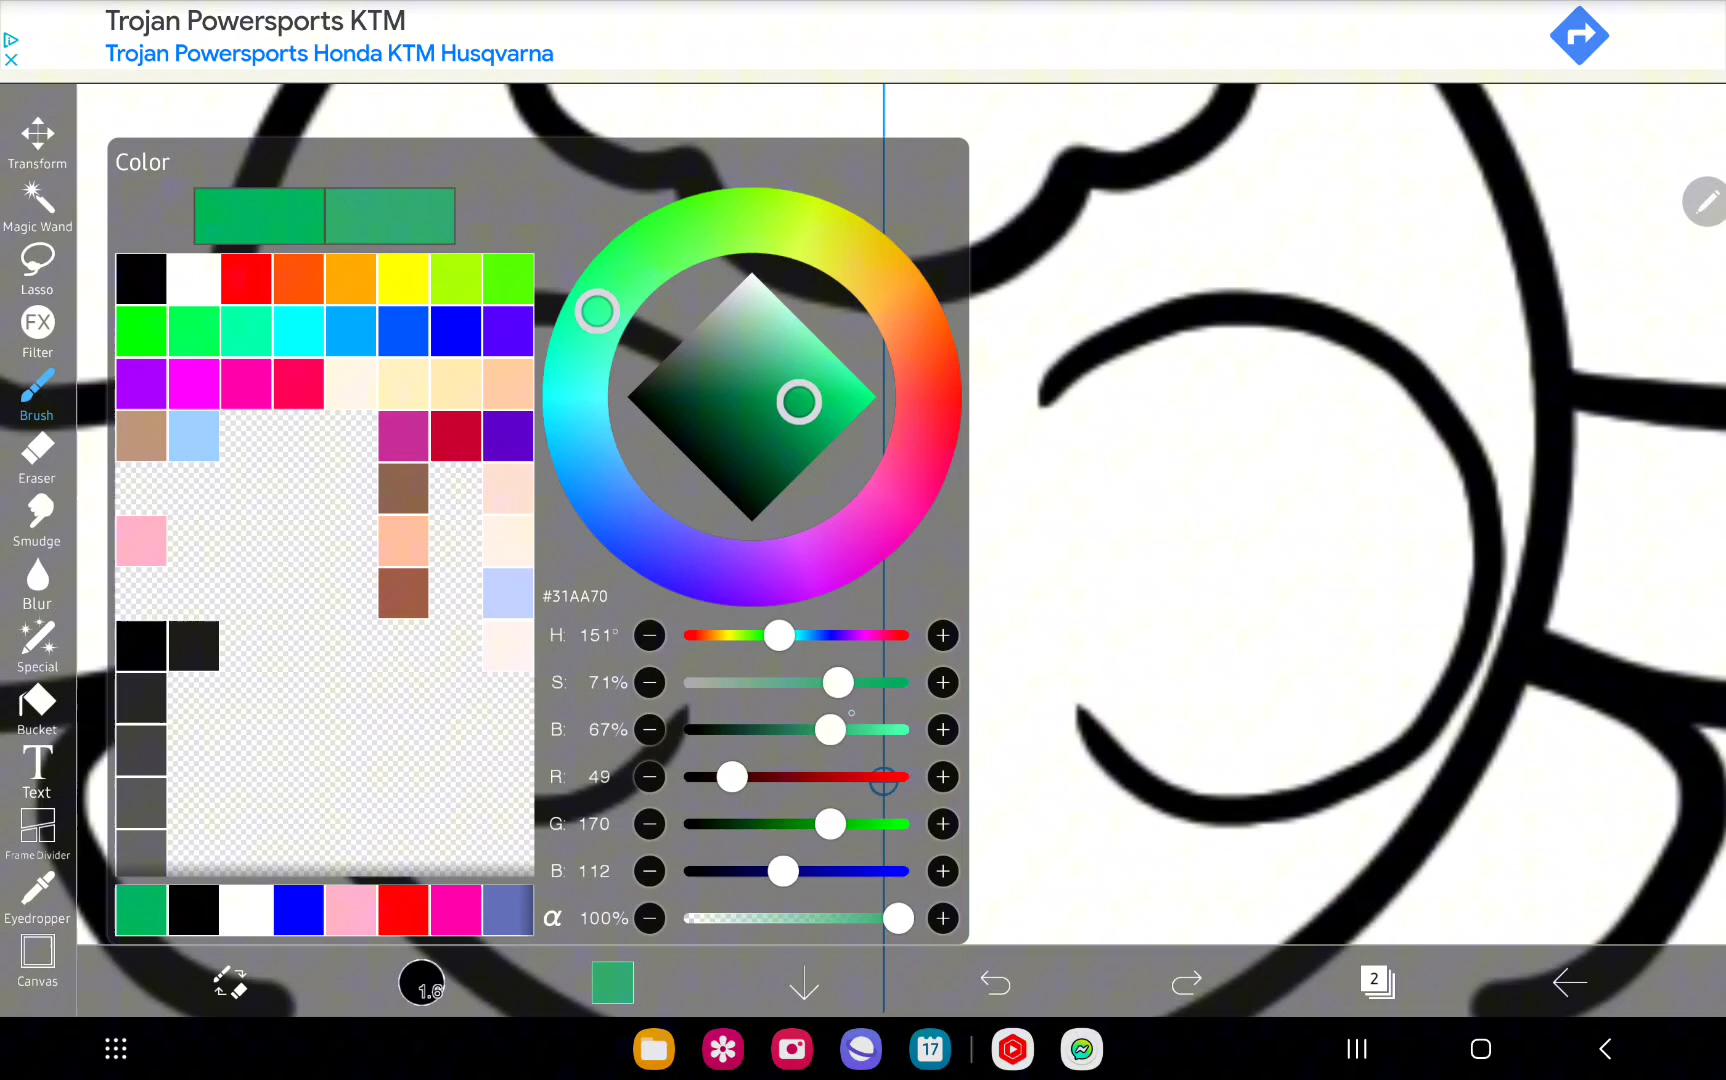 Trojan Powersports KTM
Trojan Powersports Honda KTM Husqvarna
Transform
Magic Wand
Lasso
FX
Filter
Brush
Eraser
Smudge
Blur
Special
Bucket
T
Text
Frame Divider
Eyedropper
Canvas
Color
#31AA70
H: 151°
S: 71%
B: 67%
R: 49
G: 170
B: 112
α 100%
1.6
2
17